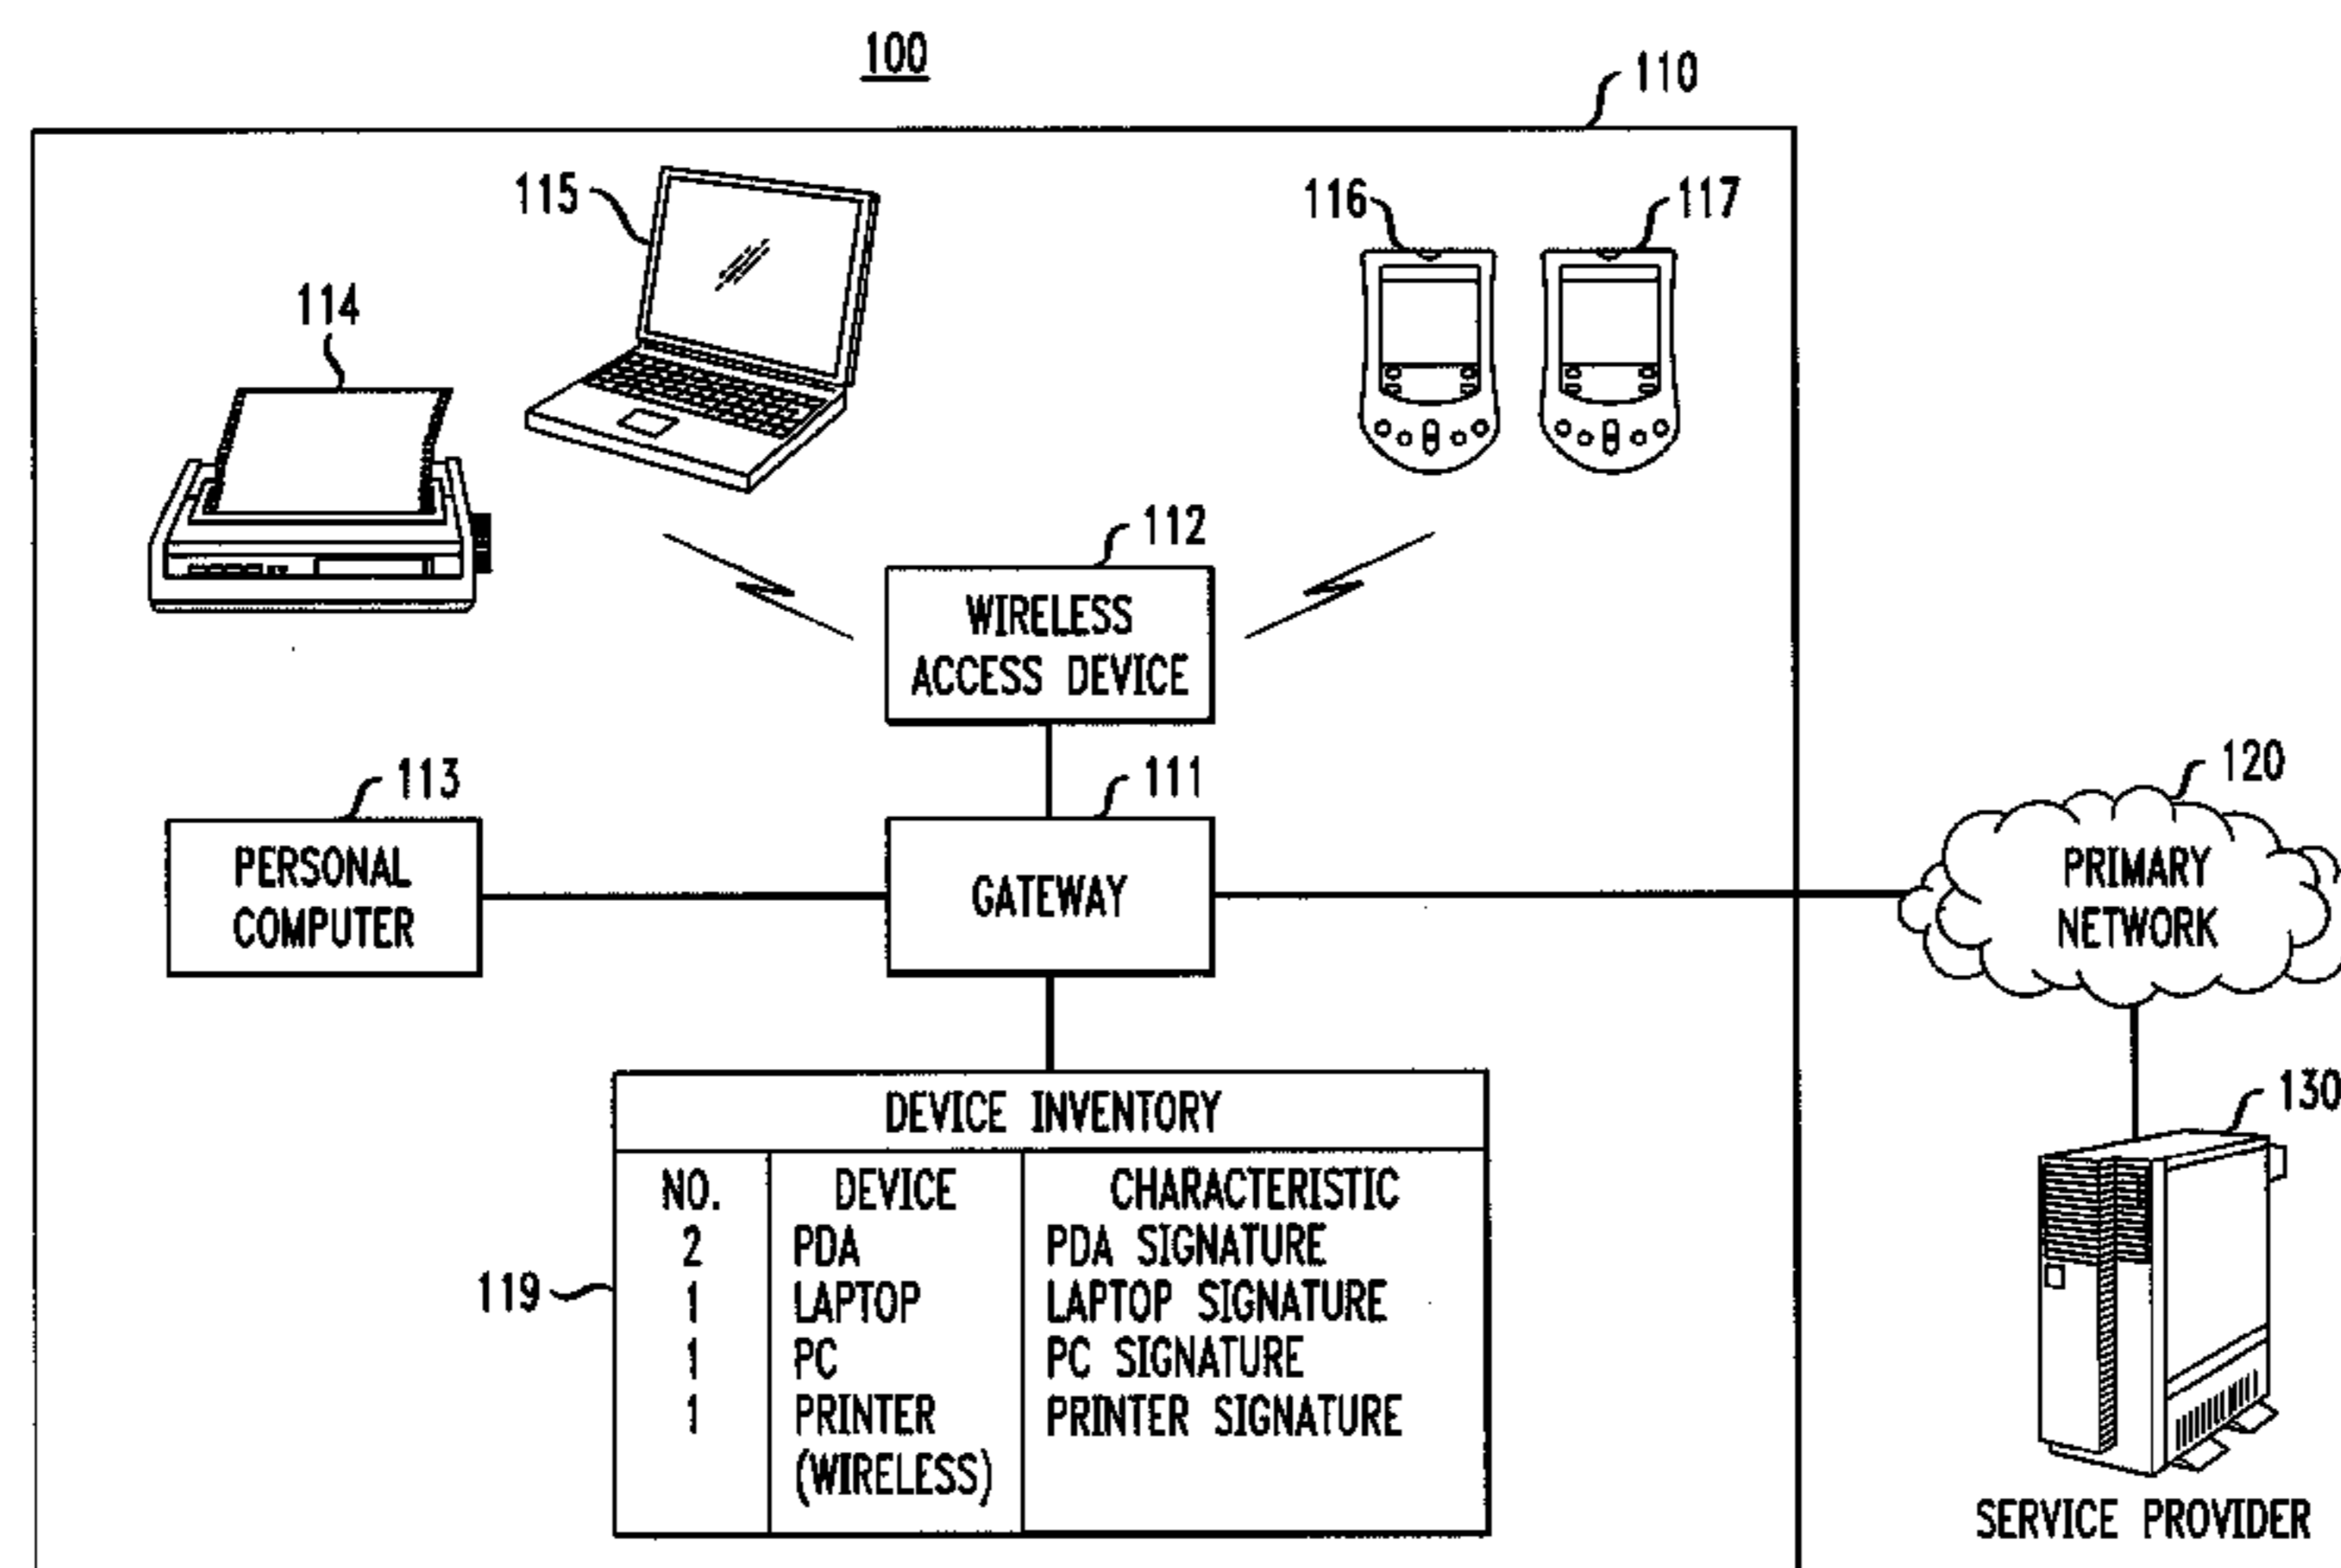 100
110
115
116
117
114
112
WIRELESS
ACCESS DEVICE
113
111
120
PERSONAL
COMPUTER
GATEWAY
PRIMARY
NETWORK
130
DEVICE INVENTORY
NO. DEVICE CHARACTERISTIC
2 PDA PDA SIGNATURE
119
1 LAPTOP LAPTOP SIGNATURE
1 PC PC SIGNATURE
1 PRINTER PRINTER SIGNATURE
(WIRELESS)
SERVICE PROVIDER